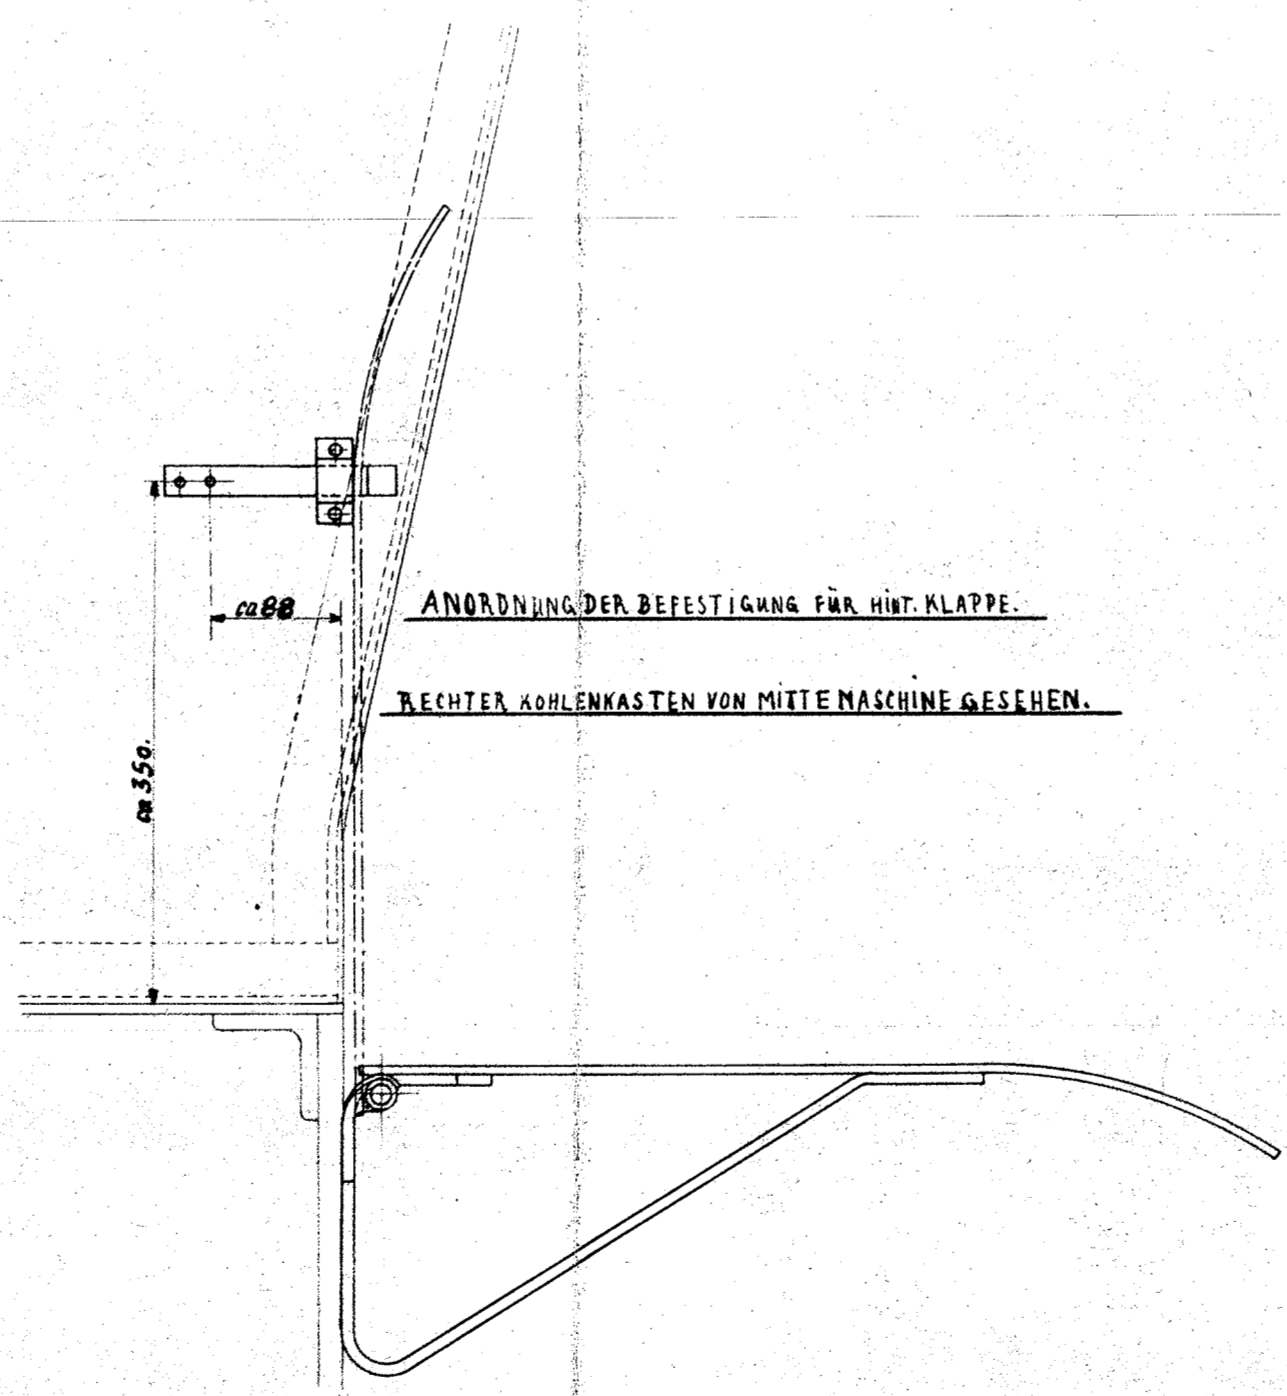 ca 88
ANORDNUNG DER BEFESTIGUNG FÜR HINT. KLAPPE.
RECHTER KOHLENKASTEN VON MITTE MASCHINE GESEHEN.
ca 350.